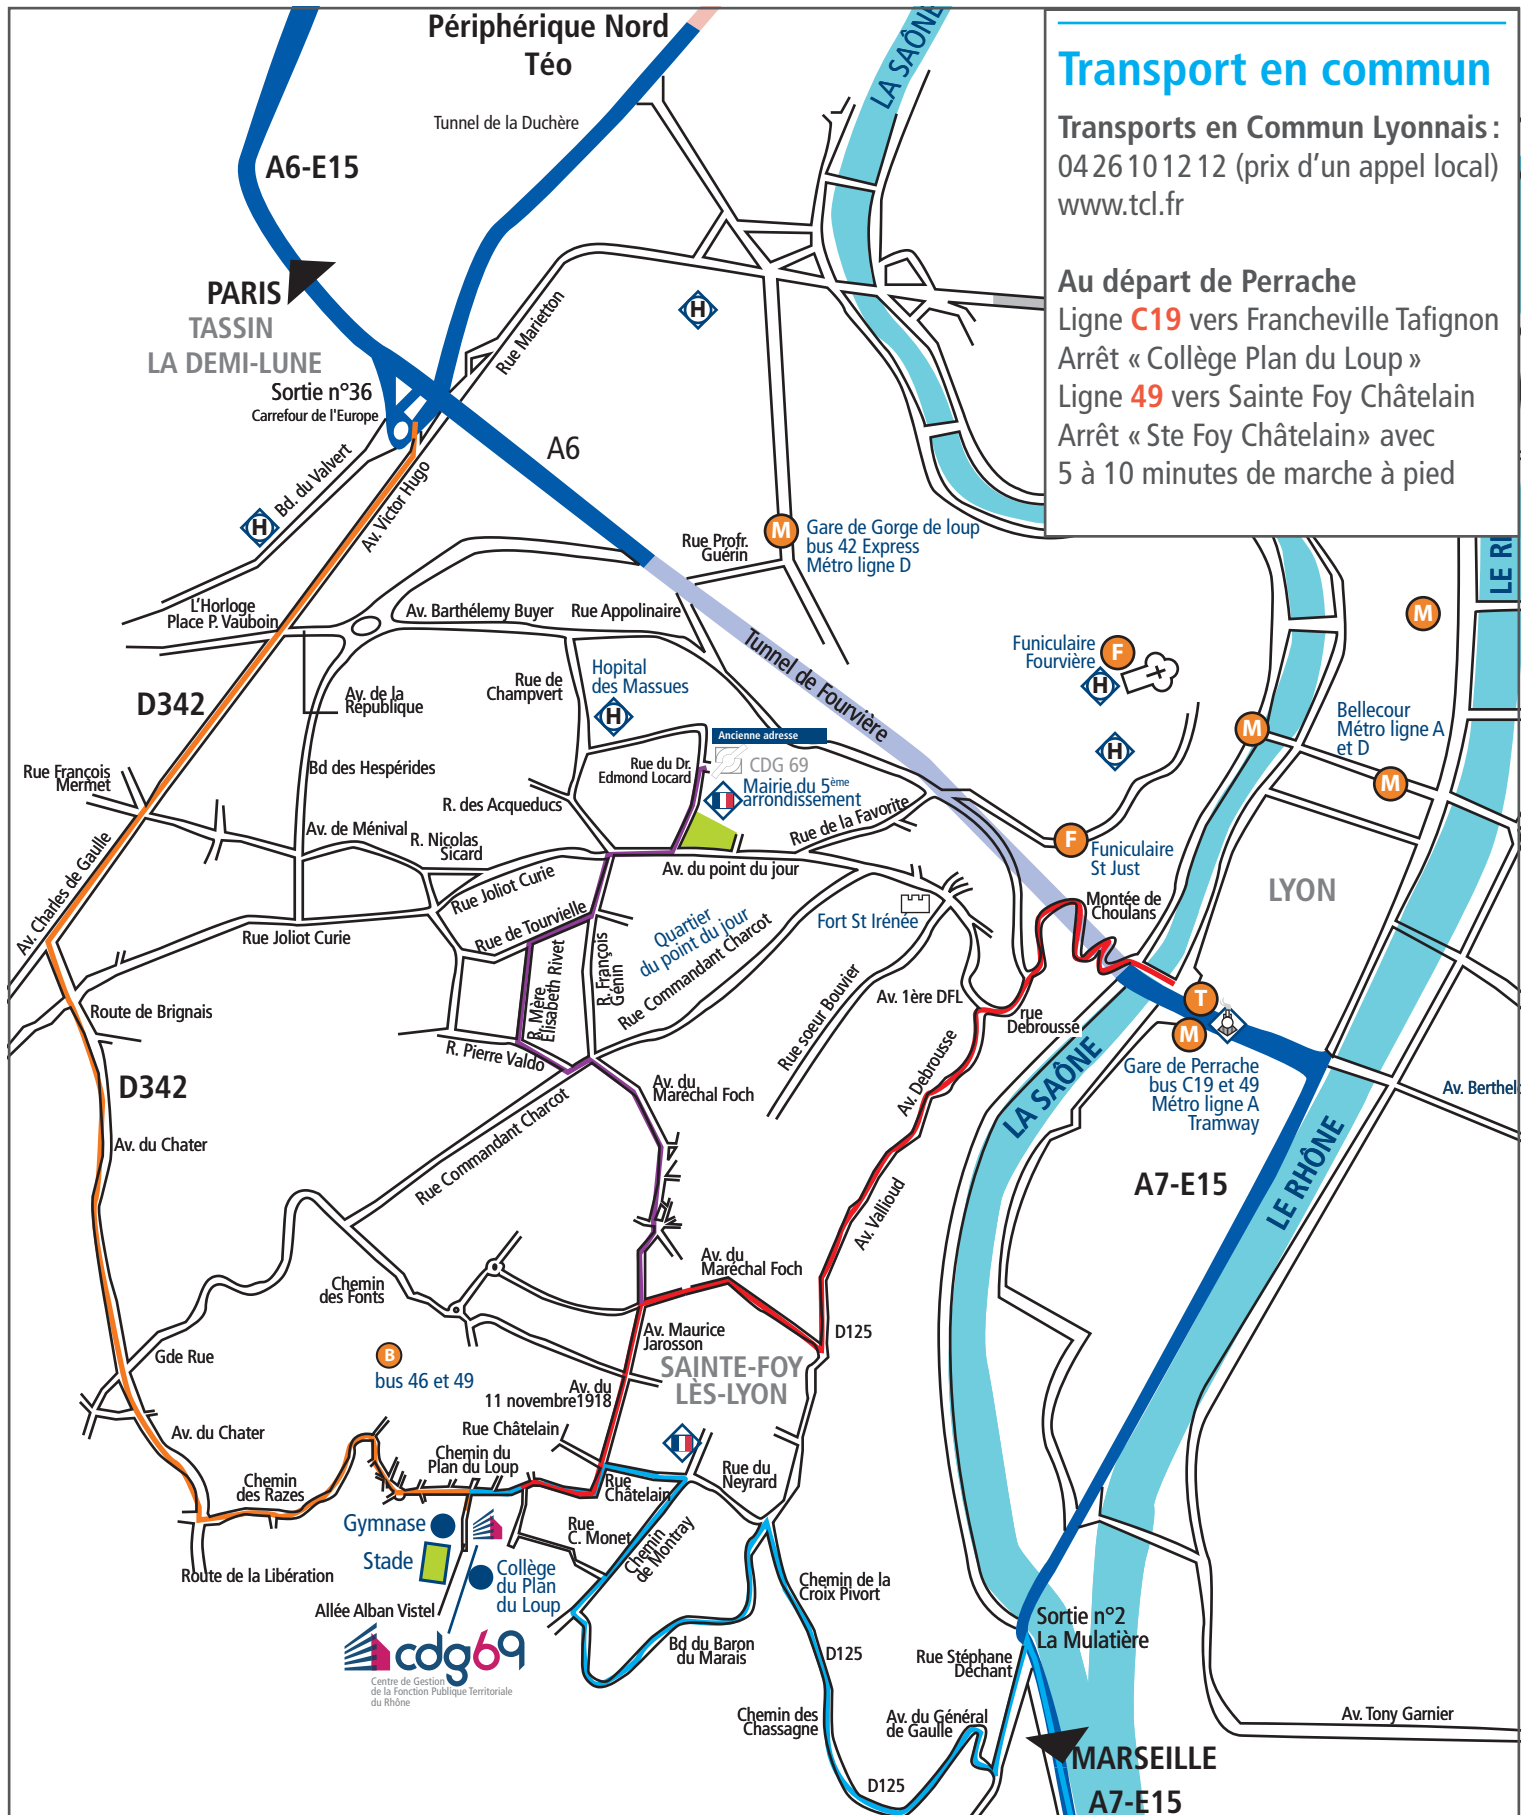 Périphérique Nord
Téo
LA SAÔNE
Transport en commun
Transports en Commun Lyonnais :
04 26 10 12 12 (prix d’un appel local)
www.tcl.fr
Au départ de Perrache
Ligne C19 vers Francheville Tafignon
Arrêt « Collège Plan du Loup »
Ligne 49 vers Sainte Foy Châtelain
Arrêt « Ste Foy Châtelain» avec
5 à 10 minutes de marche à pied
Tunnel de la Duchère
A6-E15
PARIS
TASSIN
LA DEMI-LUNE
Sortie n°36
Carrefour de l'Europe
Rue Marietton
H
A6
Bd. du Valvert
H
Av. Victor Hugo
M
Gare de Gorge de loup
bus 42 Express
Métro ligne D
Rue Profr.
Guérin
LE RH
L'Horloge
Place P. Vauboin
Av. Barthélemy Buyer
Rue Appolinaire
M
Tunnel de Fourvière
Funiculaire
Fourvière
F
H
D342
Av. de la
République
Rue de
Champvert
Hopital
des Massues
H
Bellecour
Métro ligne A
et D
M
M
H
Ancienne adresse
CDG 69
Rue du Dr.
Edmond Locard
Mairie du 5ème
arrondissement
Rue François
Mermet
Bd des Hespérides
R. des Acqueducs
Av. de Ménival
R. Nicolas
Sicard
Rue de la Favorite
F
Funiculaire
St Just
Av. du point du jour
Av. Charles de Gaulle
Rue Joliot Curie
Rue Joliot Curie
Rue de Tourvielle
Quartier
du point du jour
Fort St Irénée
Montée de
Choulans
LYON
R. Mère
Elisabeth Rivet
R. François
Génin
Rue Commandant Charcot
Rue soeur Bouvier
Av. 1ère DFL
rue
Debrousse
T
M
Route de Brignais
R. Pierre Valdo
Av. Debrousse
LA SAÔNE
Gare de Perrache
bus C19 et 49
Métro ligne A
Tramway
Av. Berthelo
D342
Av. du
Maréchal Foch
Av. du Chater
Rue Commandant Charcot
LE RHÔNE
A7-E15
Av. Vallioud
Av. du
Maréchal Foch
Chemin
des Fonts
Av. Maurice
Jarosson
D125
Gde Rue
B
bus 46 et 49
SAINTE-FOY
LÈS-LYON
Av. du
11 novembre1918
Av. du Chater
Rue Châtelain
Chemin du
Plan du Loup
Chemin
des Razes
Rue
Châtelain
Rue du
Neyrard
Gymnase
Rue
C. Monet
Chemin
de Montray
Stade
Collège
du Plan
du Loup
Route de la Libération
Allée Alban Vistel
Chemin de la
Croix Pivort
cdg69
Centre de Gestion
de la Fonction Publique Territoriale
du Rhône
Bd du Baron
du Marais
D125
Sortie n°2
La Mulatière
Rue Stéphane
Déchant
Chemin des
Chassagne
Av. du Général
de Gaulle
Av. Tony Garnier
D125
MARSEILLE
A7-E15